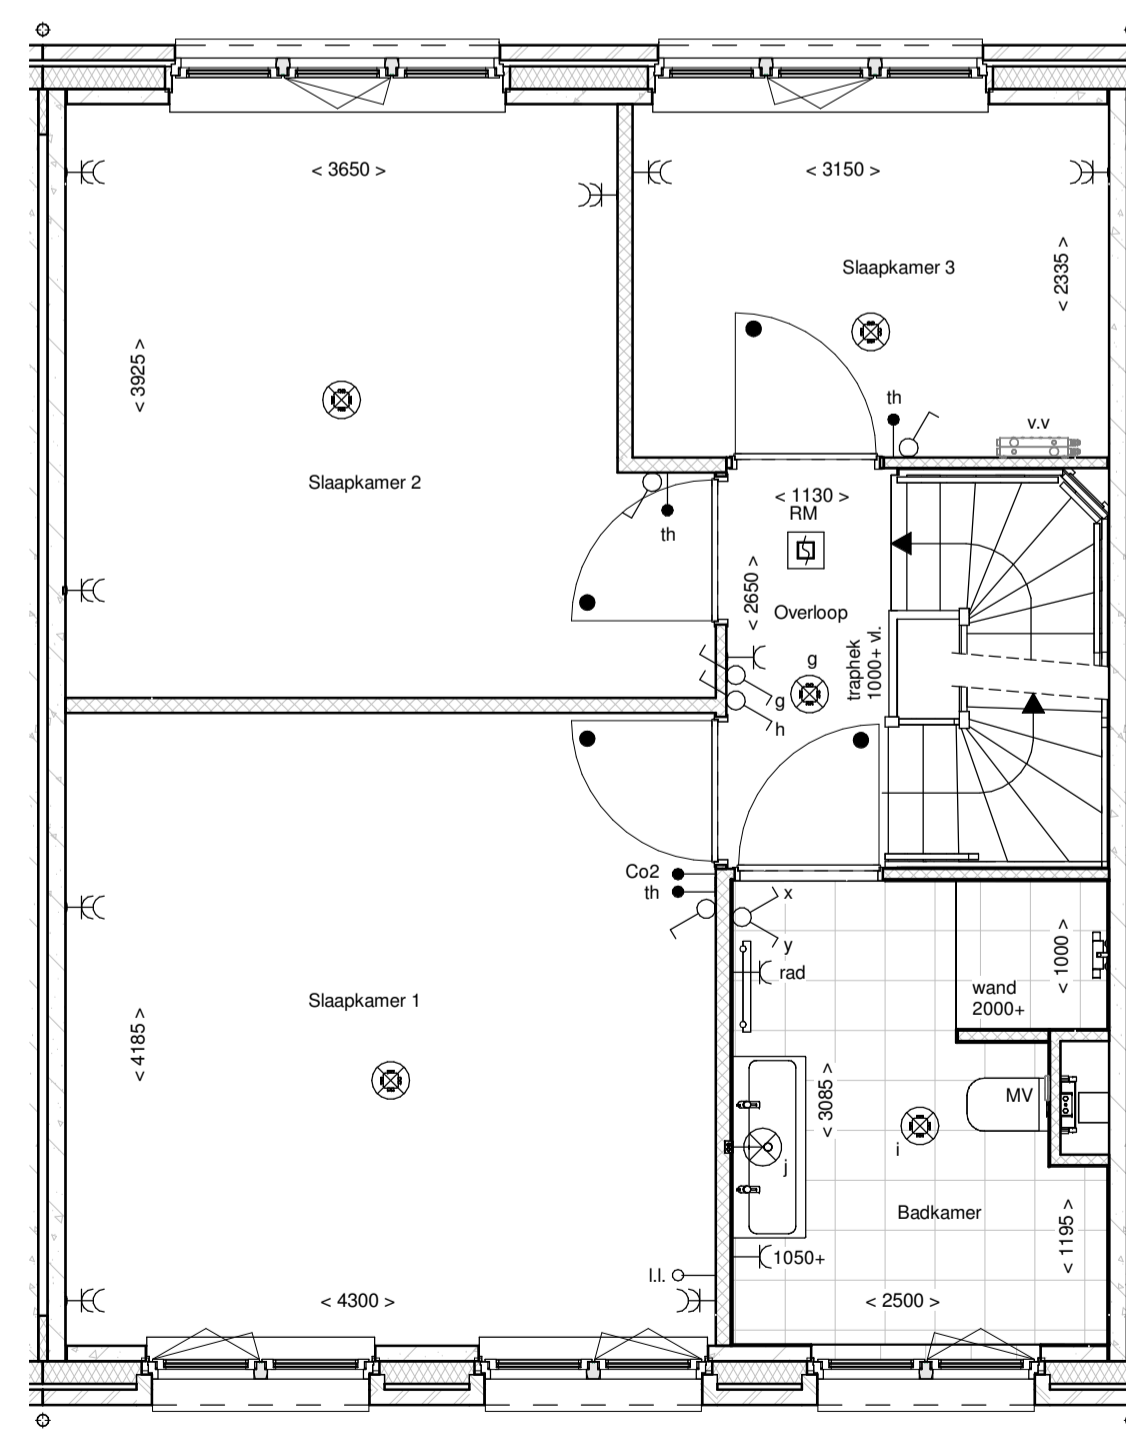 < 3650 >
< 3150 >
Slaapkamer 3
< 2335 >
< 3925 >
th
v.v
Slaapkamer 2
< 1130 >
RM
th
< 2650 >
Overloop
traphek
1000+ vl.
g
g
h
Co2
th
x
y
rad
< 1000 >
wand
2000+
Slaapkamer 1
< 4185 >
< 3085 >
MV
i
j
Badkamer
< 1195 >
1050+
l.l.
< 4300 >
< 2500 >